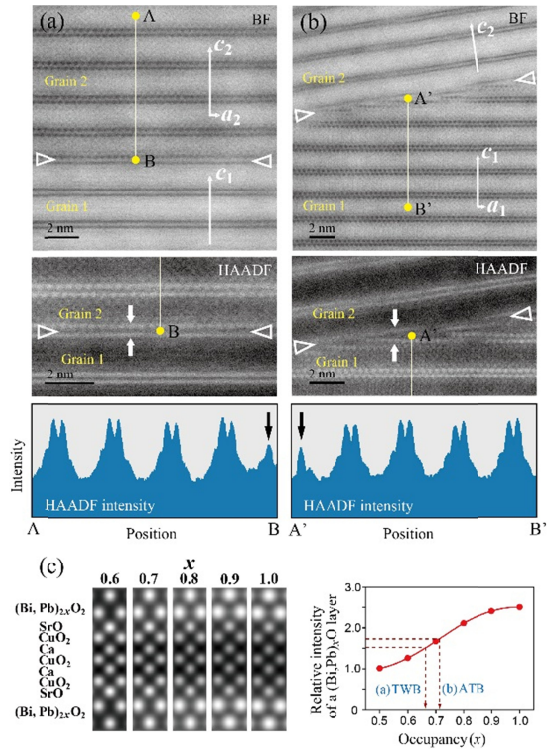 (a)
A
BF
c2
Grain 2
a2
B
c1
Grain 1
2 nm
(b)
BF
c2
Grain 2
A'
c1
Grain 1
B'
a1
2 nm
HAADF
Grain 2
B
Grain 1
2 nm
HAADF
Grain 2
A'
Grain 1
2 nm
Intensity
HAADF intensity
A
Position
B
HAADF intensity
A'
Position
B'
(c)
x
0.6 0.7 0.8 0.9 1.0
(Bi, Pb)2xO2
SrO
CuO2
Ca
CuO2
Ca
CuO2
SrO
(Bi, Pb)2xO2
Relative intensity
of a (Bi,Pb)xO layer
3.0
2.0
1.0
0
(a) TWB
(b) ATB
0.5 0.6 0.7 0.8 0.9 1.0
Occupancy (x)